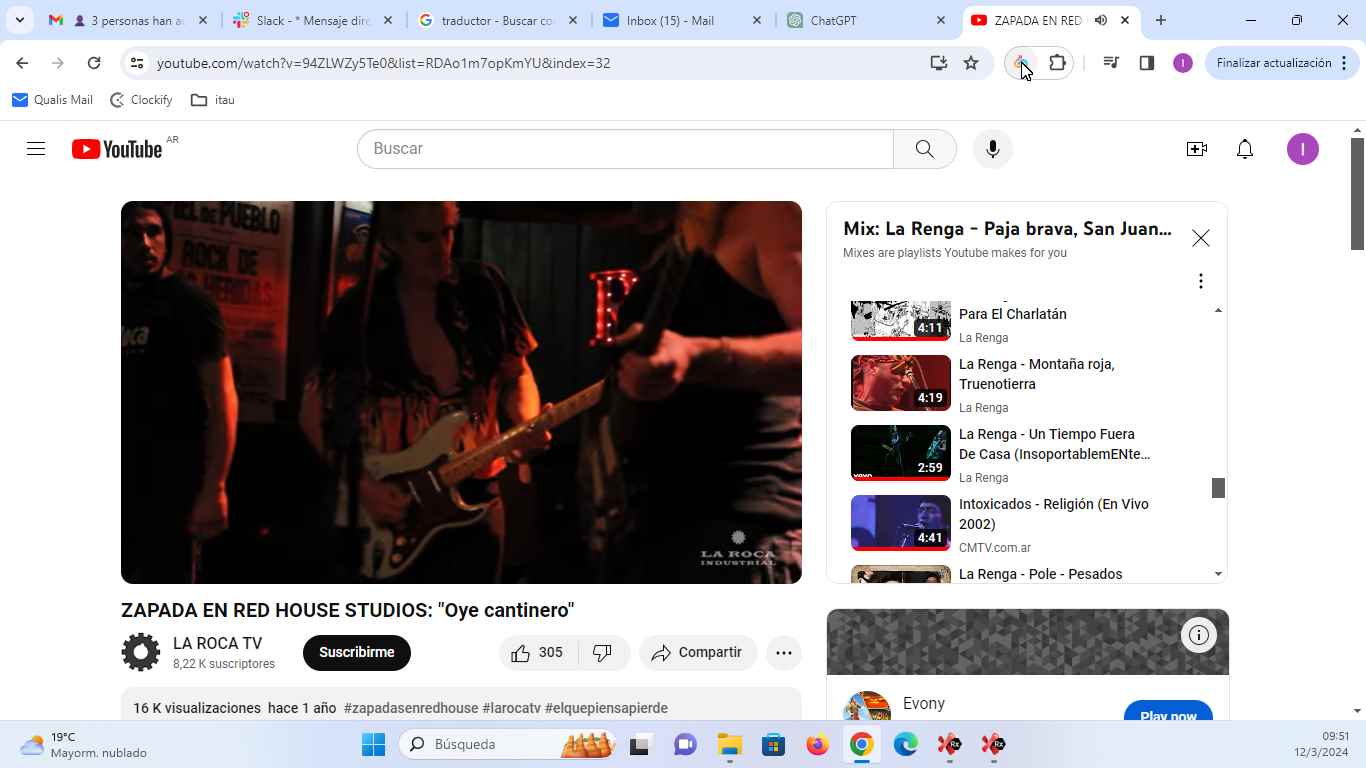 3 personas han a
Slack - * Mensaje dire
traductor - Buscar co
Inbox (15) - Mail
ChatGPT
ZAPADA EN RED
youtube.com/watch?v=94ZLWZy5Te0&list=RDAo1m7opKmYU&index=32
I
Finalizar actualización
Qualis Mail
Clockify
itau
YouTube
AR
Buscar
I
EL DE PUEBLO
ROCK DE
LA ROCA
INDUSTRIAL
Mix: La Renga - Paja brava, San Juan...
Mixes are playlists Youtube makes for you
Para El Charlatán
4:11
La Renga
La Renga - Montaña roja,
Truenotierra
4:19
La Renga
La Renga - Un Tiempo Fuera
De Casa (InsoportablemENte...
2:59
La Renga
Intoxicados - Religión (En Vivo
2002)
4:41
CMTV.com.ar
La Renga - Pole - Pesados
ZAPADA EN RED HOUSE STUDIOS: "Oye cantinero"
LA ROCA TV
8,22 K suscriptores
Suscribirme
305
Compartir
16 K visualizaciones hace 1 año #zapadasenredhouse #larocatv #elquepiensapierde
Evony
Play now
19°C
Mayorm. nublado
Búsqueda
Rx
Rx
09:51
12/3/2024